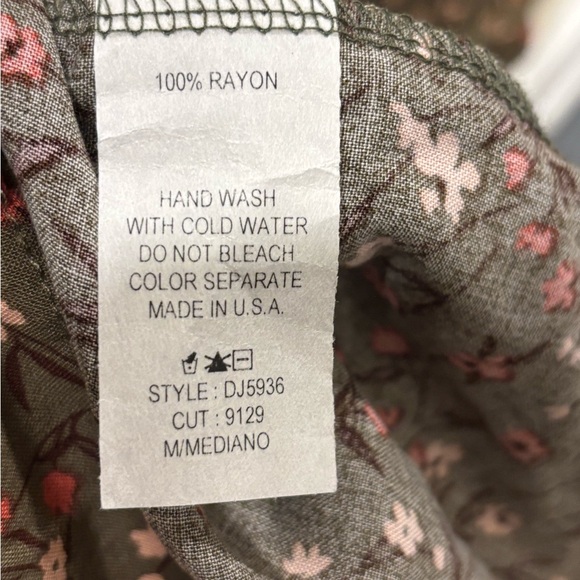 100% RAYON
HAND WASH
WITH COLD WATER
DO NOT BLEACH
COLOR SEPARATE
MADE IN U.S.A.
STYLE : DJ5936
CUT : 9129
M/MEDIANO